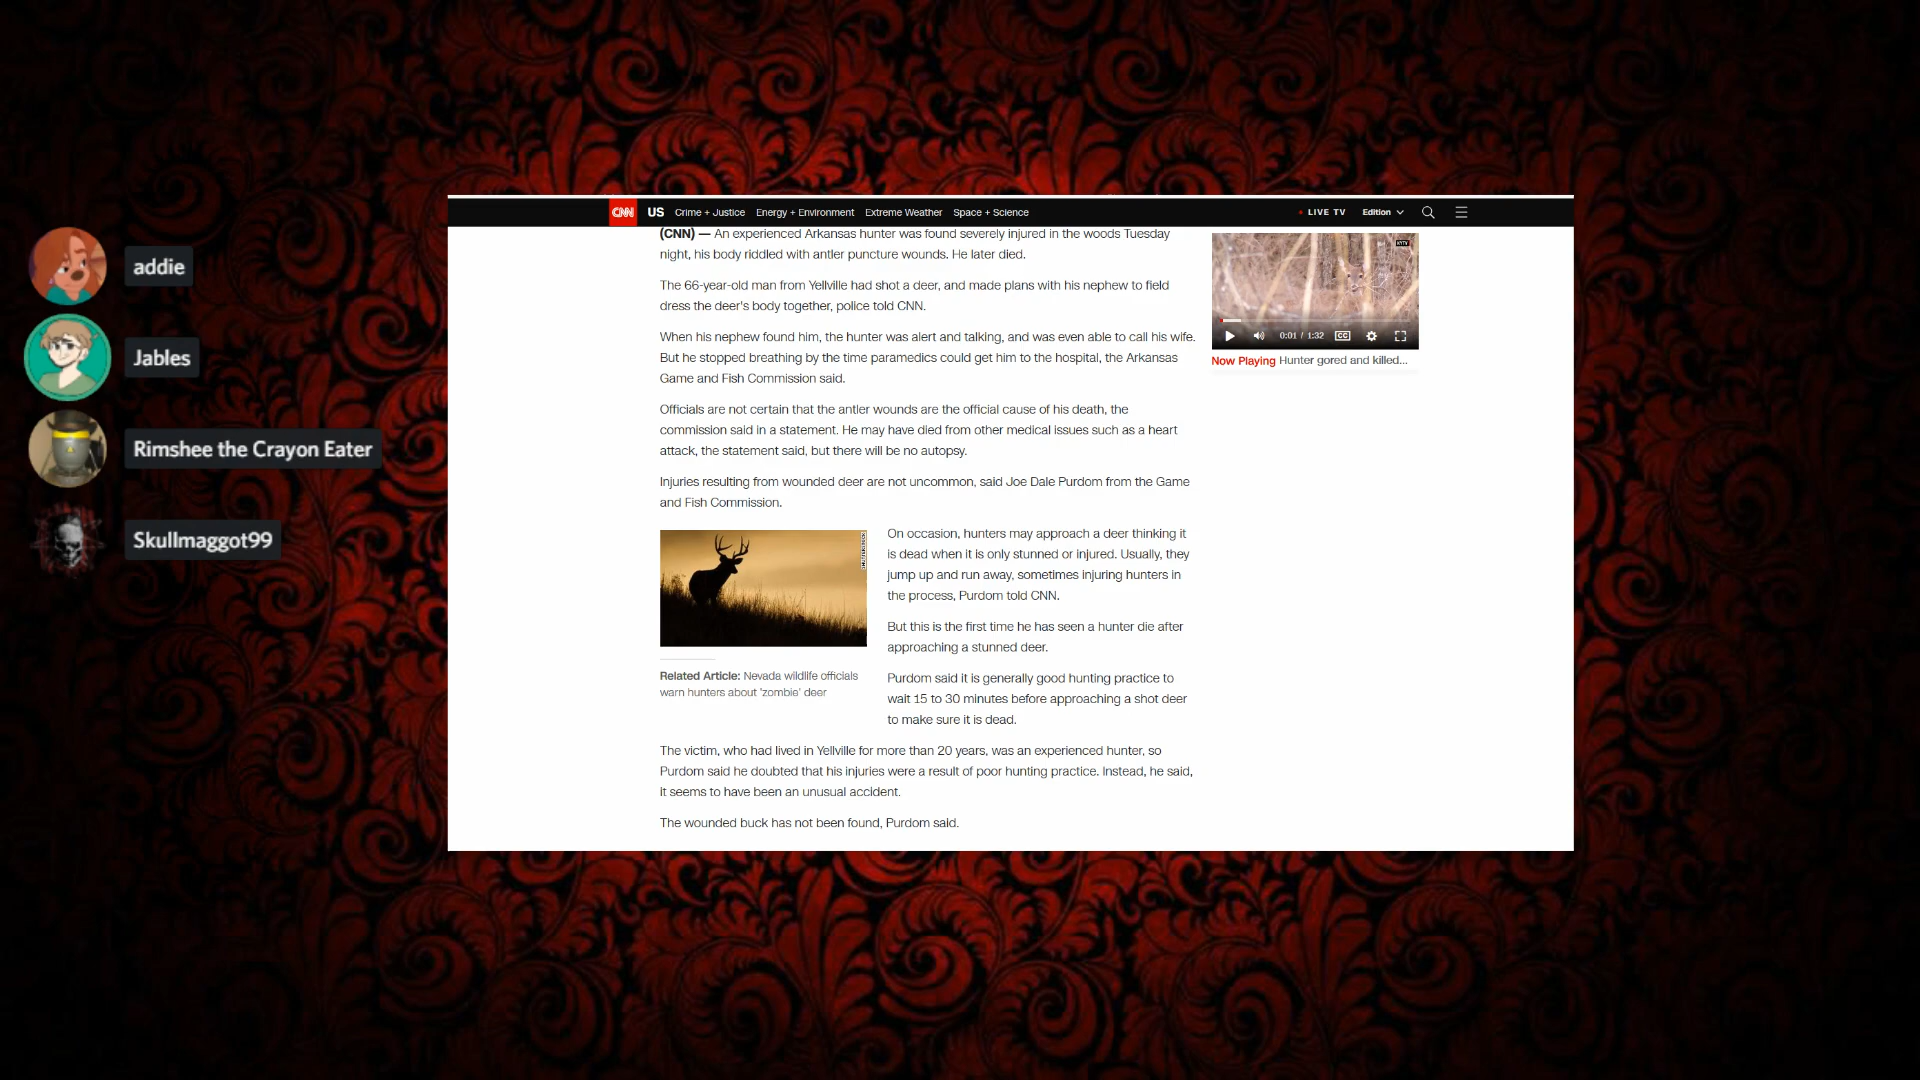 addie
Jables
Rimshee the Crayon Eater
Skullmaggot99
CNN US Crime + Justice Energy + Environment Extreme Weather Space + Science LIVE TV Edition
(CNN) — An experienced Arkansas hunter was found severely injured in the woods Tuesday
night, his body riddled with antler puncture wounds. He later died.
The 66-year-old man from Yellville had shot a deer, and made plans with his nephew to field
dress the deer's body together, police told CNN.
When his nephew found him, the hunter was alert and talking, and was even able to call his wife.
But he stopped breathing by the time paramedics could get him to the hospital, the Arkansas
Game and Fish Commission said.
Officials are not certain that the antler wounds are the official cause of his death, the
commission said in a statement. He may have died from other medical issues such as a heart
attack, the statement said, but there will be no autopsy.
Injuries resulting from wounded deer are not uncommon, said Joe Dale Purdom from the Game
and Fish Commission.
On occasion, hunters may approach a deer thinking it
is dead when it is only stunned or injured. Usually, they
jump up and run away, sometimes injuring hunters in
the process, Purdom told CNN.
But this is the first time he has seen a hunter die after
approaching a stunned deer.
Purdom said it is generally good hunting practice to
wait 15 to 30 minutes before approaching a shot deer
to make sure it is dead.
Related Article: Nevada wildlife officials
warn hunters about 'zombie' deer
The victim, who had lived in Yellville for more than 20 years, was an experienced hunter, so
Purdom said he doubted that his injuries were a result of poor hunting practice. Instead, he said,
it seems to have been an unusual accident.
The wounded buck has not been found, Purdom said.
KYTV
0:01 / 1:32 CC
Now Playing Hunter gored and killed...